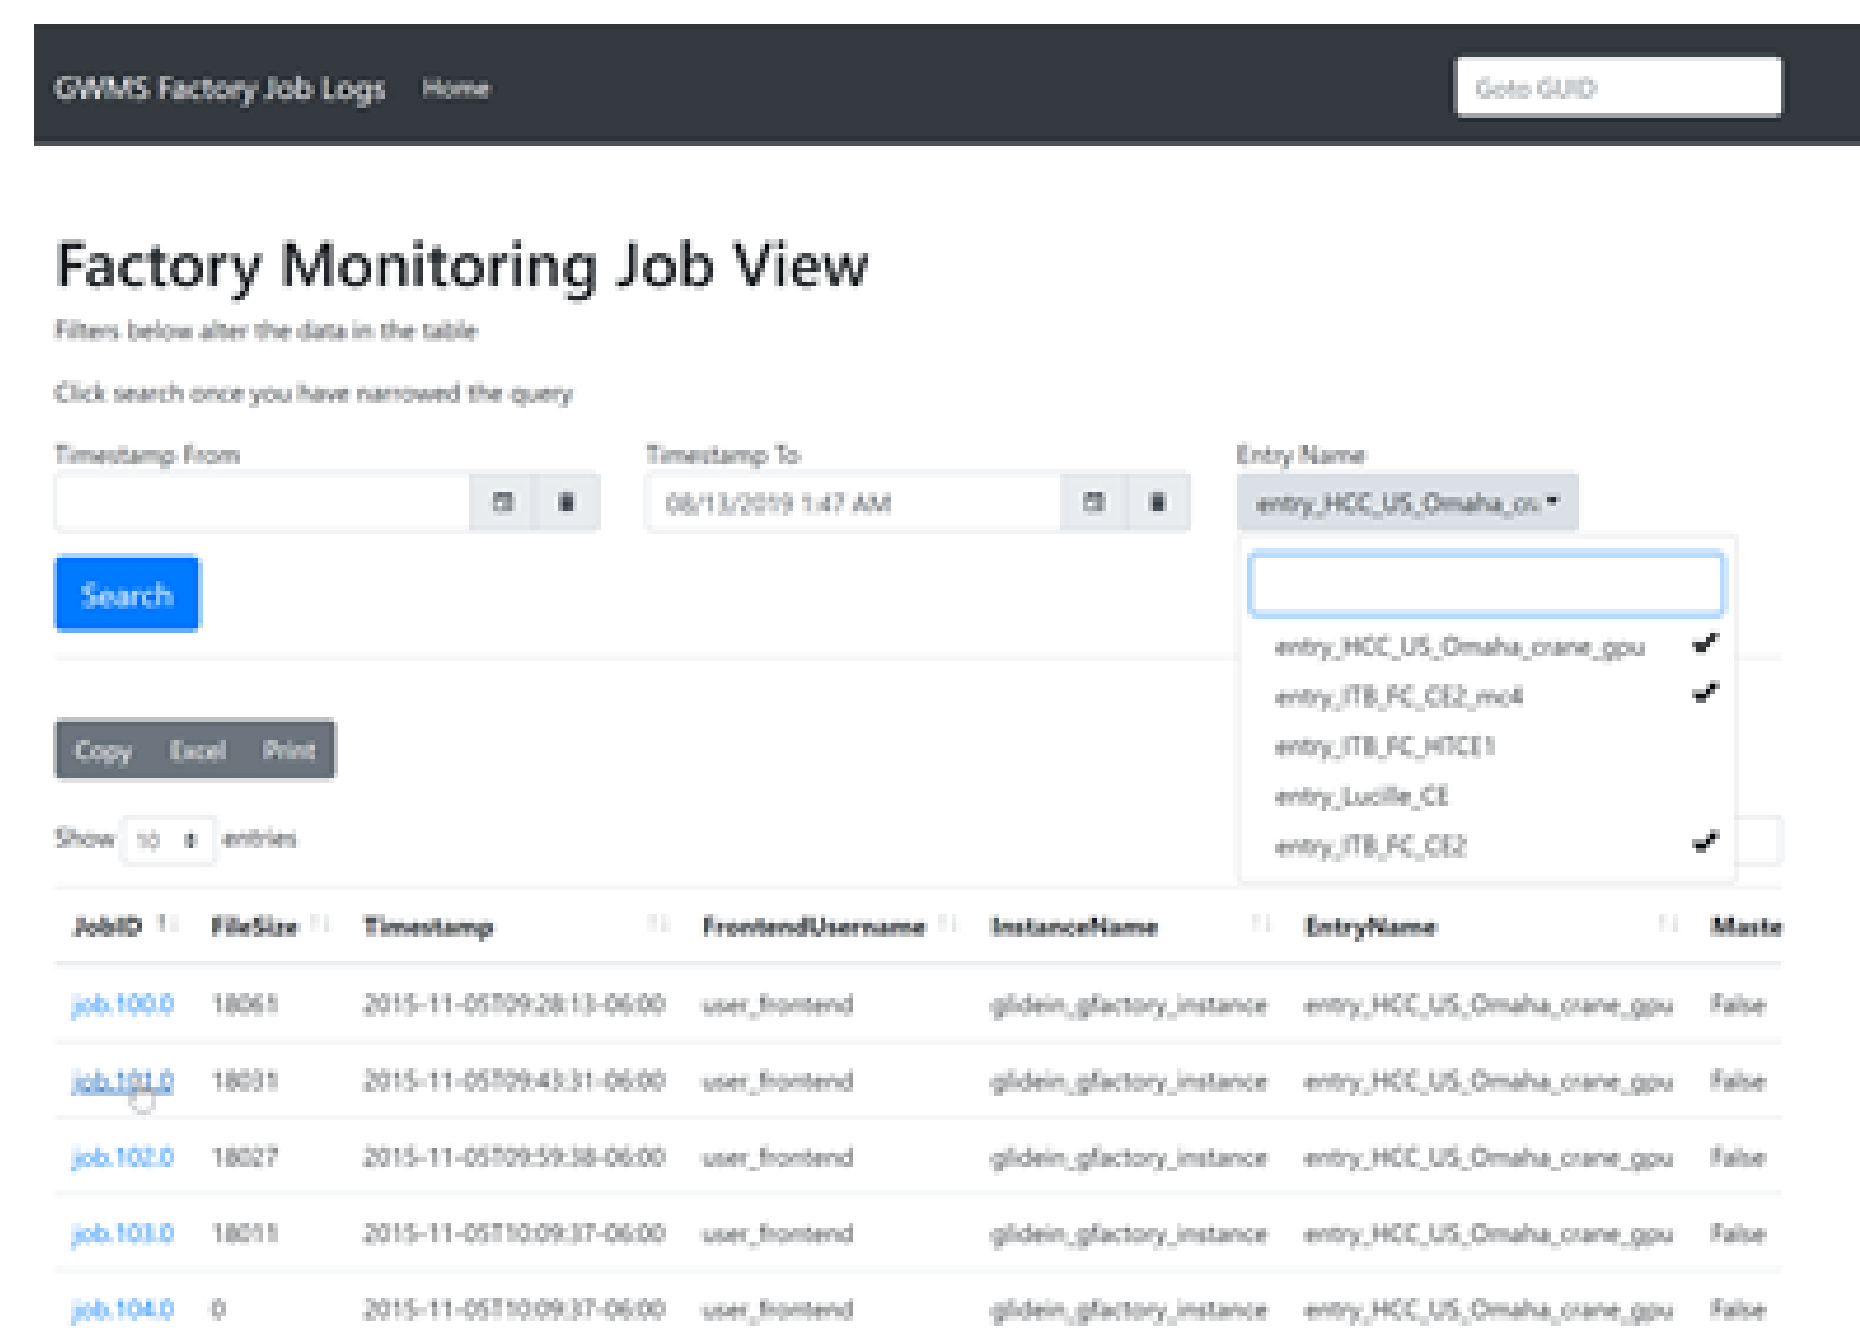 GWMS Factory Job Logs Home Goto GUID
Factory Monitoring Job View
Filters below alter the data in the table
Click search once you have narrowed the query
Timestamp From Timestamp To Entry Name
08/13/2019 1:47 AM entry_HCC_US_Omaha_cr
Search
entry_HCC_US_Omaha_crane_gpu
entry_ITB_FC_CE2_mc4
entry_ITB_FC_HTCE1
entry_Lucille_CE
entry_ITB_FC_CE2
Copy Excel Print
Show 10 entries
JobID FileSize Timestamp FrontendUsername InstanceName EntryName Maste
job.100.0 18061 2015-11-05T09:28:13-06:00 user_frontend glidein_gfactory_instance entry_HCC_US_Omaha_crane_gpu False
job.101.0 18031 2015-11-05T09:43:31-06:00 user_frontend glidein_gfactory_instance entry_HCC_US_Omaha_crane_gpu False
job.102.0 18027 2015-11-05T09:59:38-06:00 user_frontend glidein_gfactory_instance entry_HCC_US_Omaha_crane_gpu False
job.103.0 18011 2015-11-05T10:09:37-06:00 user_frontend glidein_gfactory_instance entry_HCC_US_Omaha_crane_gpu False
job.104.0 0 2015-11-05T10:09:37-06:00 user_frontend glidein_gfactory_instance entry_HCC_US_Omaha_crane_gpu False